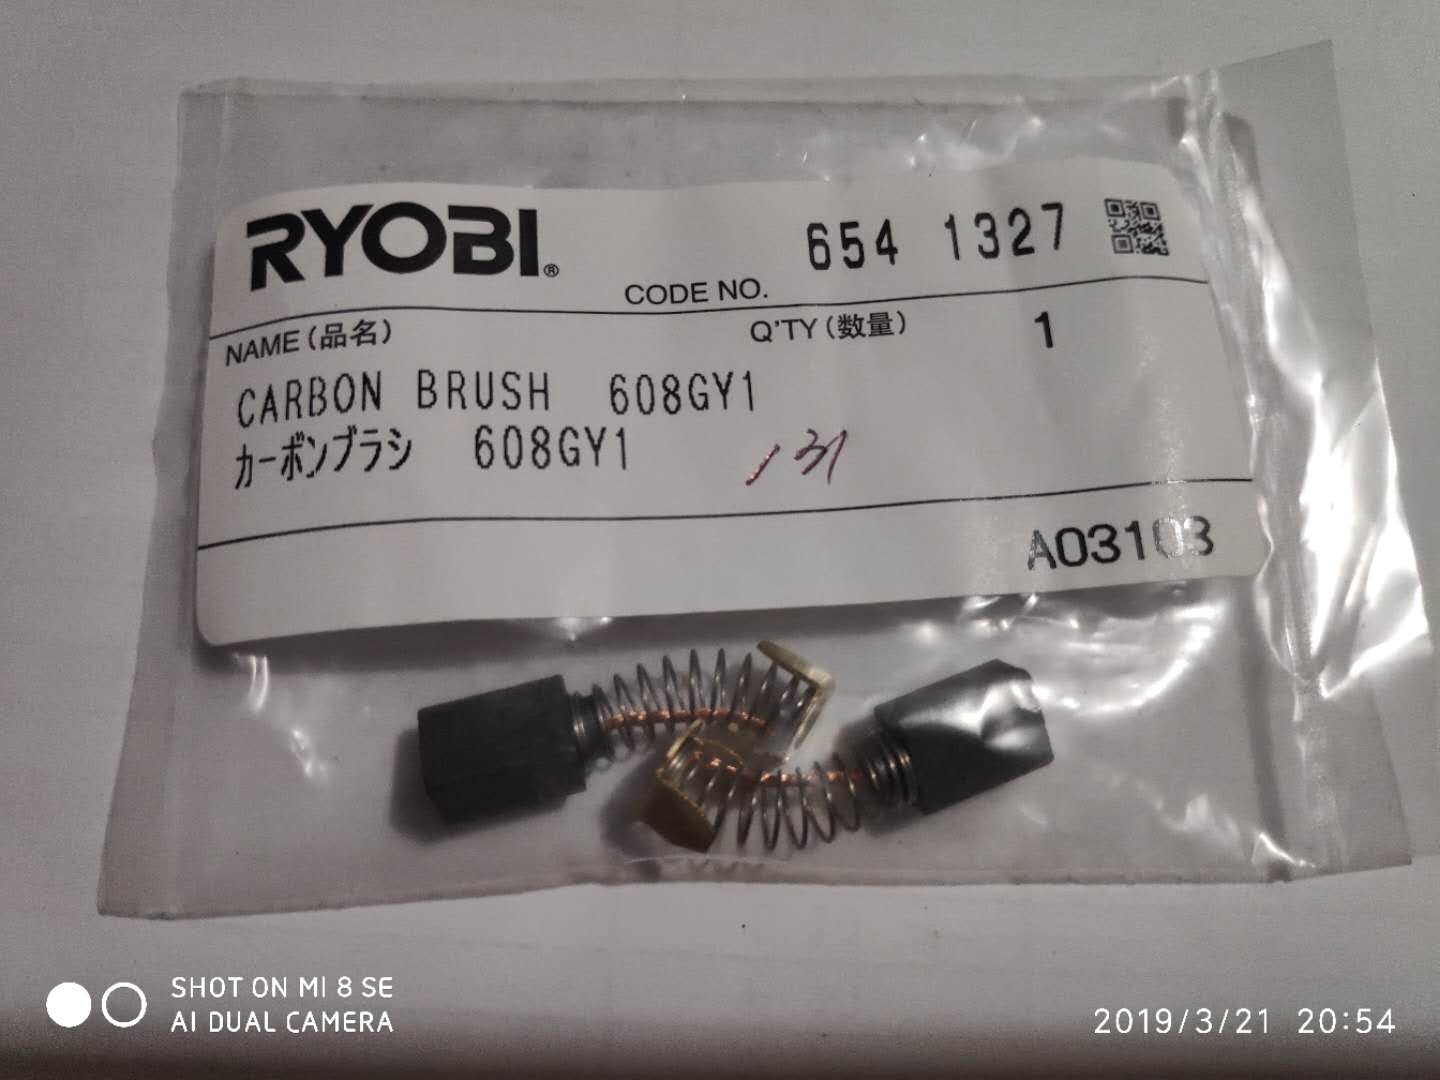 RYOBI®
CODE NO. 654 1327
NAME (品名) Q'TY (数量) 1
CARBON BRUSH 608GY1
カーボンブラシ 608GY1 131
A03103
SHOT ON MI 8 SE
AI DUAL CAMERA
2019/3/21 20:54